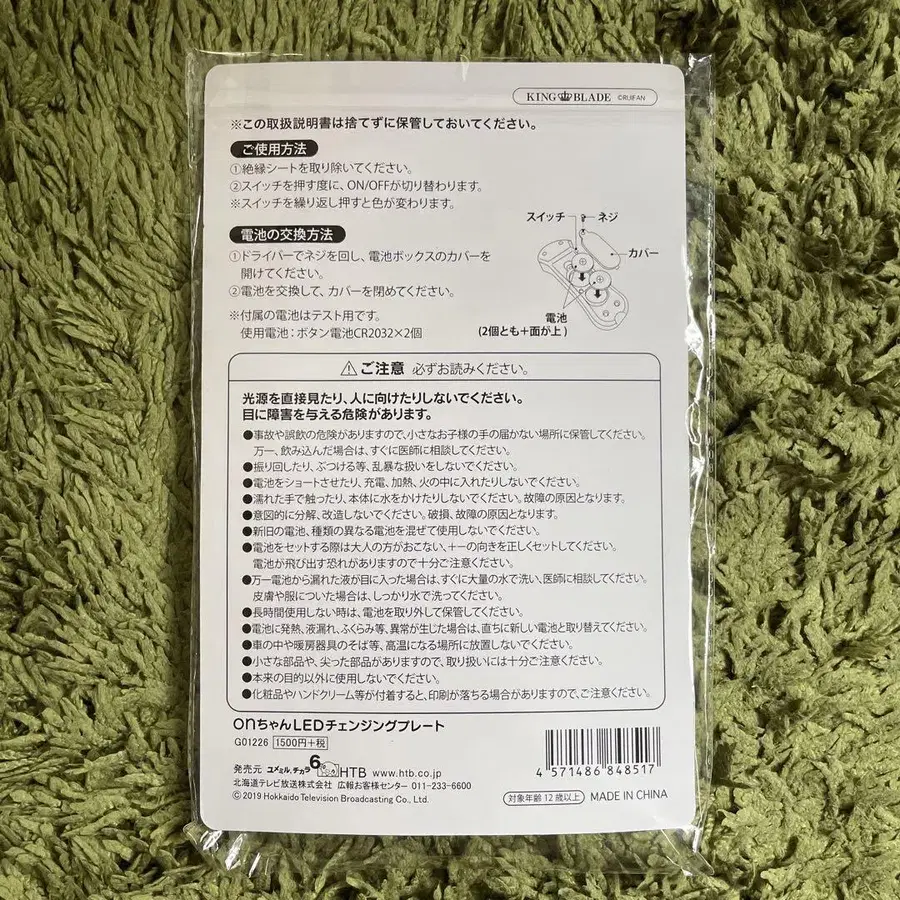 KING BLADE ©RUIFAN
※この取扱説明書は捨てずに保管しておいてください。
ご使用方法
①絶縁シートを取り除いてください。
②スイッチを押す度に、ON/OFFが切り替わります。
※スイッチを繰り返し押すと色が変わります。
電池の交換方法
①ドライバーでネジを回し、電池ボックスのカバーを
開けてください。
②電池を交換して、カバーを閉めてください。
※付属の電池はテスト用です。
使用電池：ボタン電池CR2032×2個
スイッチ
ネジ
カバー
電池
(2個とも＋面が上)
ご注意 必ずお読みください。
光源を直接見たり、人に向けたりしないでください。
目に障害を与える危険があります。
●事故や誤飲の危険がありますので、小さなお子様の手の届かない場所に保管してください。
万一、飲み込んだ場合は、すぐに医師に相談してください。
●振り回したり、ぶつける等、乱暴な扱いをしないでください。
●電池をショートさせたり、充電、加熱、火の中に入れたりしないでください。
●濡れた手で触ったり、本体に水をかけたりしないでください。故障の原因となります。
●意図的に分解、改造しないでください。破損、故障の原因となります。
●新旧の電池、種類の異なる電池を混ぜて使用しないでください。
●電池をセットする際は大人の方がおこない、＋－の向きを正しくセットしてください。
電池が飛び出す恐れがありますので十分ご注意ください。
●万一電池から漏れた液が目に入った場合は、すぐに大量の水で洗い、医師に相談してください。
皮膚や服についた場合は、しっかり水で洗ってください。
●長時間使用しない時は、電池を取り外して保管してください。
●電池に発熱、液漏れ、ふくらみ等、異常が生じた場合は、直ちに新しい電池と取り替えてください。
●車の中や暖房器具のそば等、高温になる場所に放置しないでください。
●小さな部品や、尖った部品がありますので、取り扱いには十分ご注意ください。
●本来の目的以外に使用しないでください。
●化粧品やハンドクリーム等が付着すると、印刷が落ちる場合がありますので、ご注意ください。
onちゃんLEDチェンジングプレート
G01226 1500円+税
発売元 ユメミル、チカラ 6 HTB www.htb.co.jp
北海道テレビ放送株式会社 広報お客様センター 011-233-6600
©2019 Hokkaido Television Broadcasting Co., Ltd.
4 571486 848517
対象年齢12歳以上 MADE IN CHINA